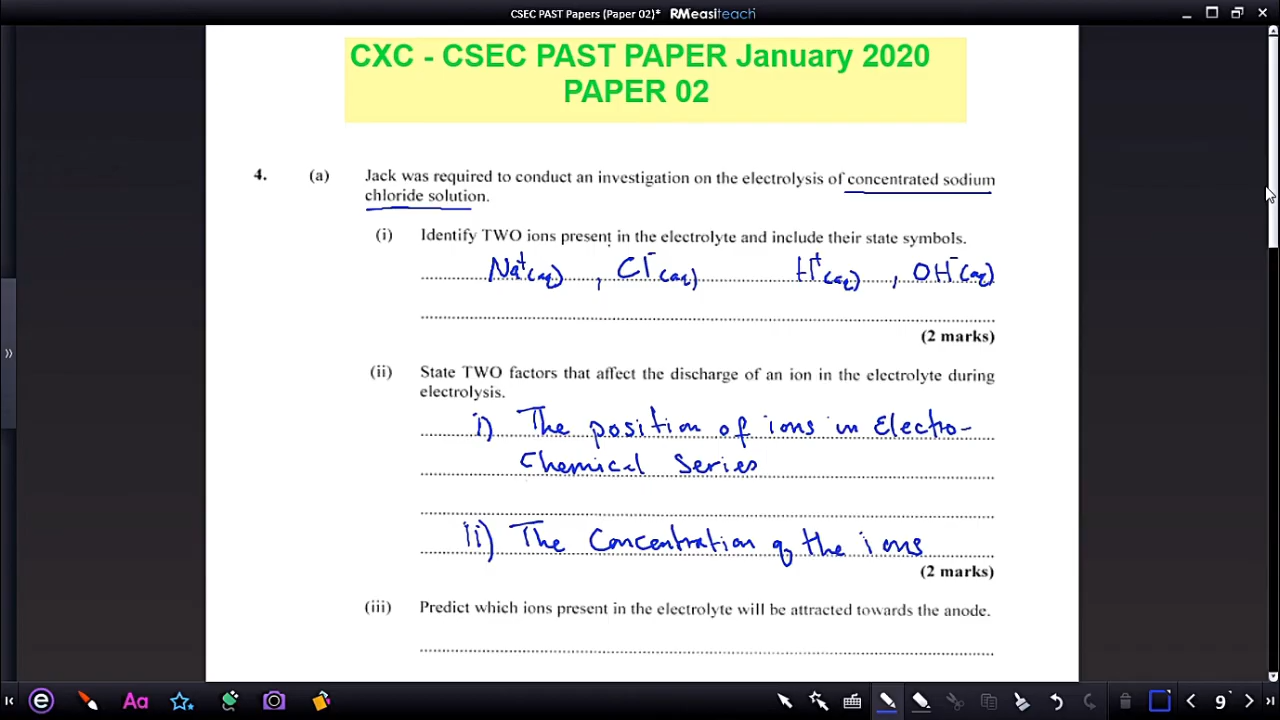 CSEC PAST Papers (Paper 02)* RMeasiteach
CXC - CSEC PAST PAPER January 2020
PAPER 02
4. (a) Jack was required to conduct an investigation on the electrolysis of concentrated sodium
chloride solution.
(i) Identify TWO ions present in the electrolyte and include their state symbols.
Na⁺(aq) , Cl⁻(aq) H⁺(aq) , OH⁻(aq)
(2 marks)
(ii) State TWO factors that affect the discharge of an ion in the electrolyte during
electrolysis.
i) The position of ions in Electro-
Chemical Series
ii) The Concentration of the ions
(2 marks)
(iii) Predict which ions present in the electrolyte will be attracted towards the anode.
e Aa 9